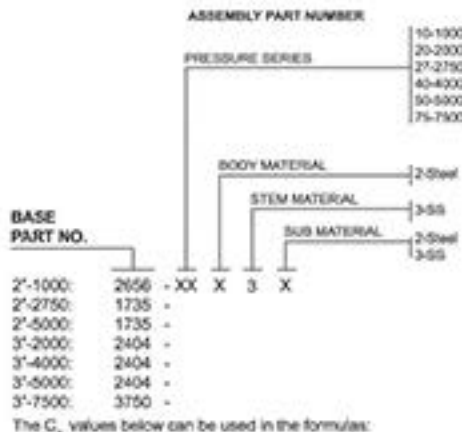 ASSEMBLY PART NUMBER
PRESSURE SERIES
10-1000
20-2000
27-2750
40-4000
50-5000
75-7500
BODY MATERIAL
2-Steel
STEM MATERIAL
3-SS
SUB MATERIAL
2-Steel
3-SS
BASE
PART NO.
2"-1000: 2656 - XX X 3 X
2"-2750: 1735 -
2"-5000: 1735 -
3"-2000: 2404 -
3"-4000: 2404 -
3"-5000: 2404 -
3"-7500: 3750 -
The Cv values below can be used in the formulas: